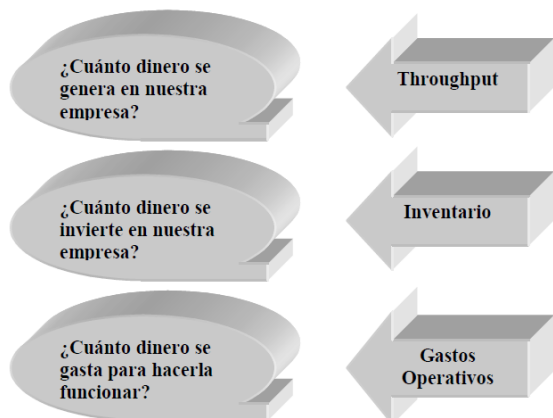 ¿Cuánto dinero se
genera en nuestra
empresa?
Throughput
¿Cuánto dinero se
invierte en nuestra
empresa?
Inventario
¿Cuánto dinero se
gasta para hacerla
funcionar?
Gastos
Operativos